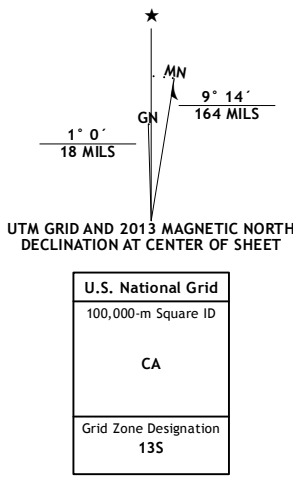 ★
MN
GN
9° 14´
164 MILS
1° 0´
18 MILS
UTM GRID AND 2013 MAGNETIC NORTH
DECLINATION AT CENTER OF SHEET
U.S. National Grid
100,000-m Square ID
CA
Grid Zone Designation
13S